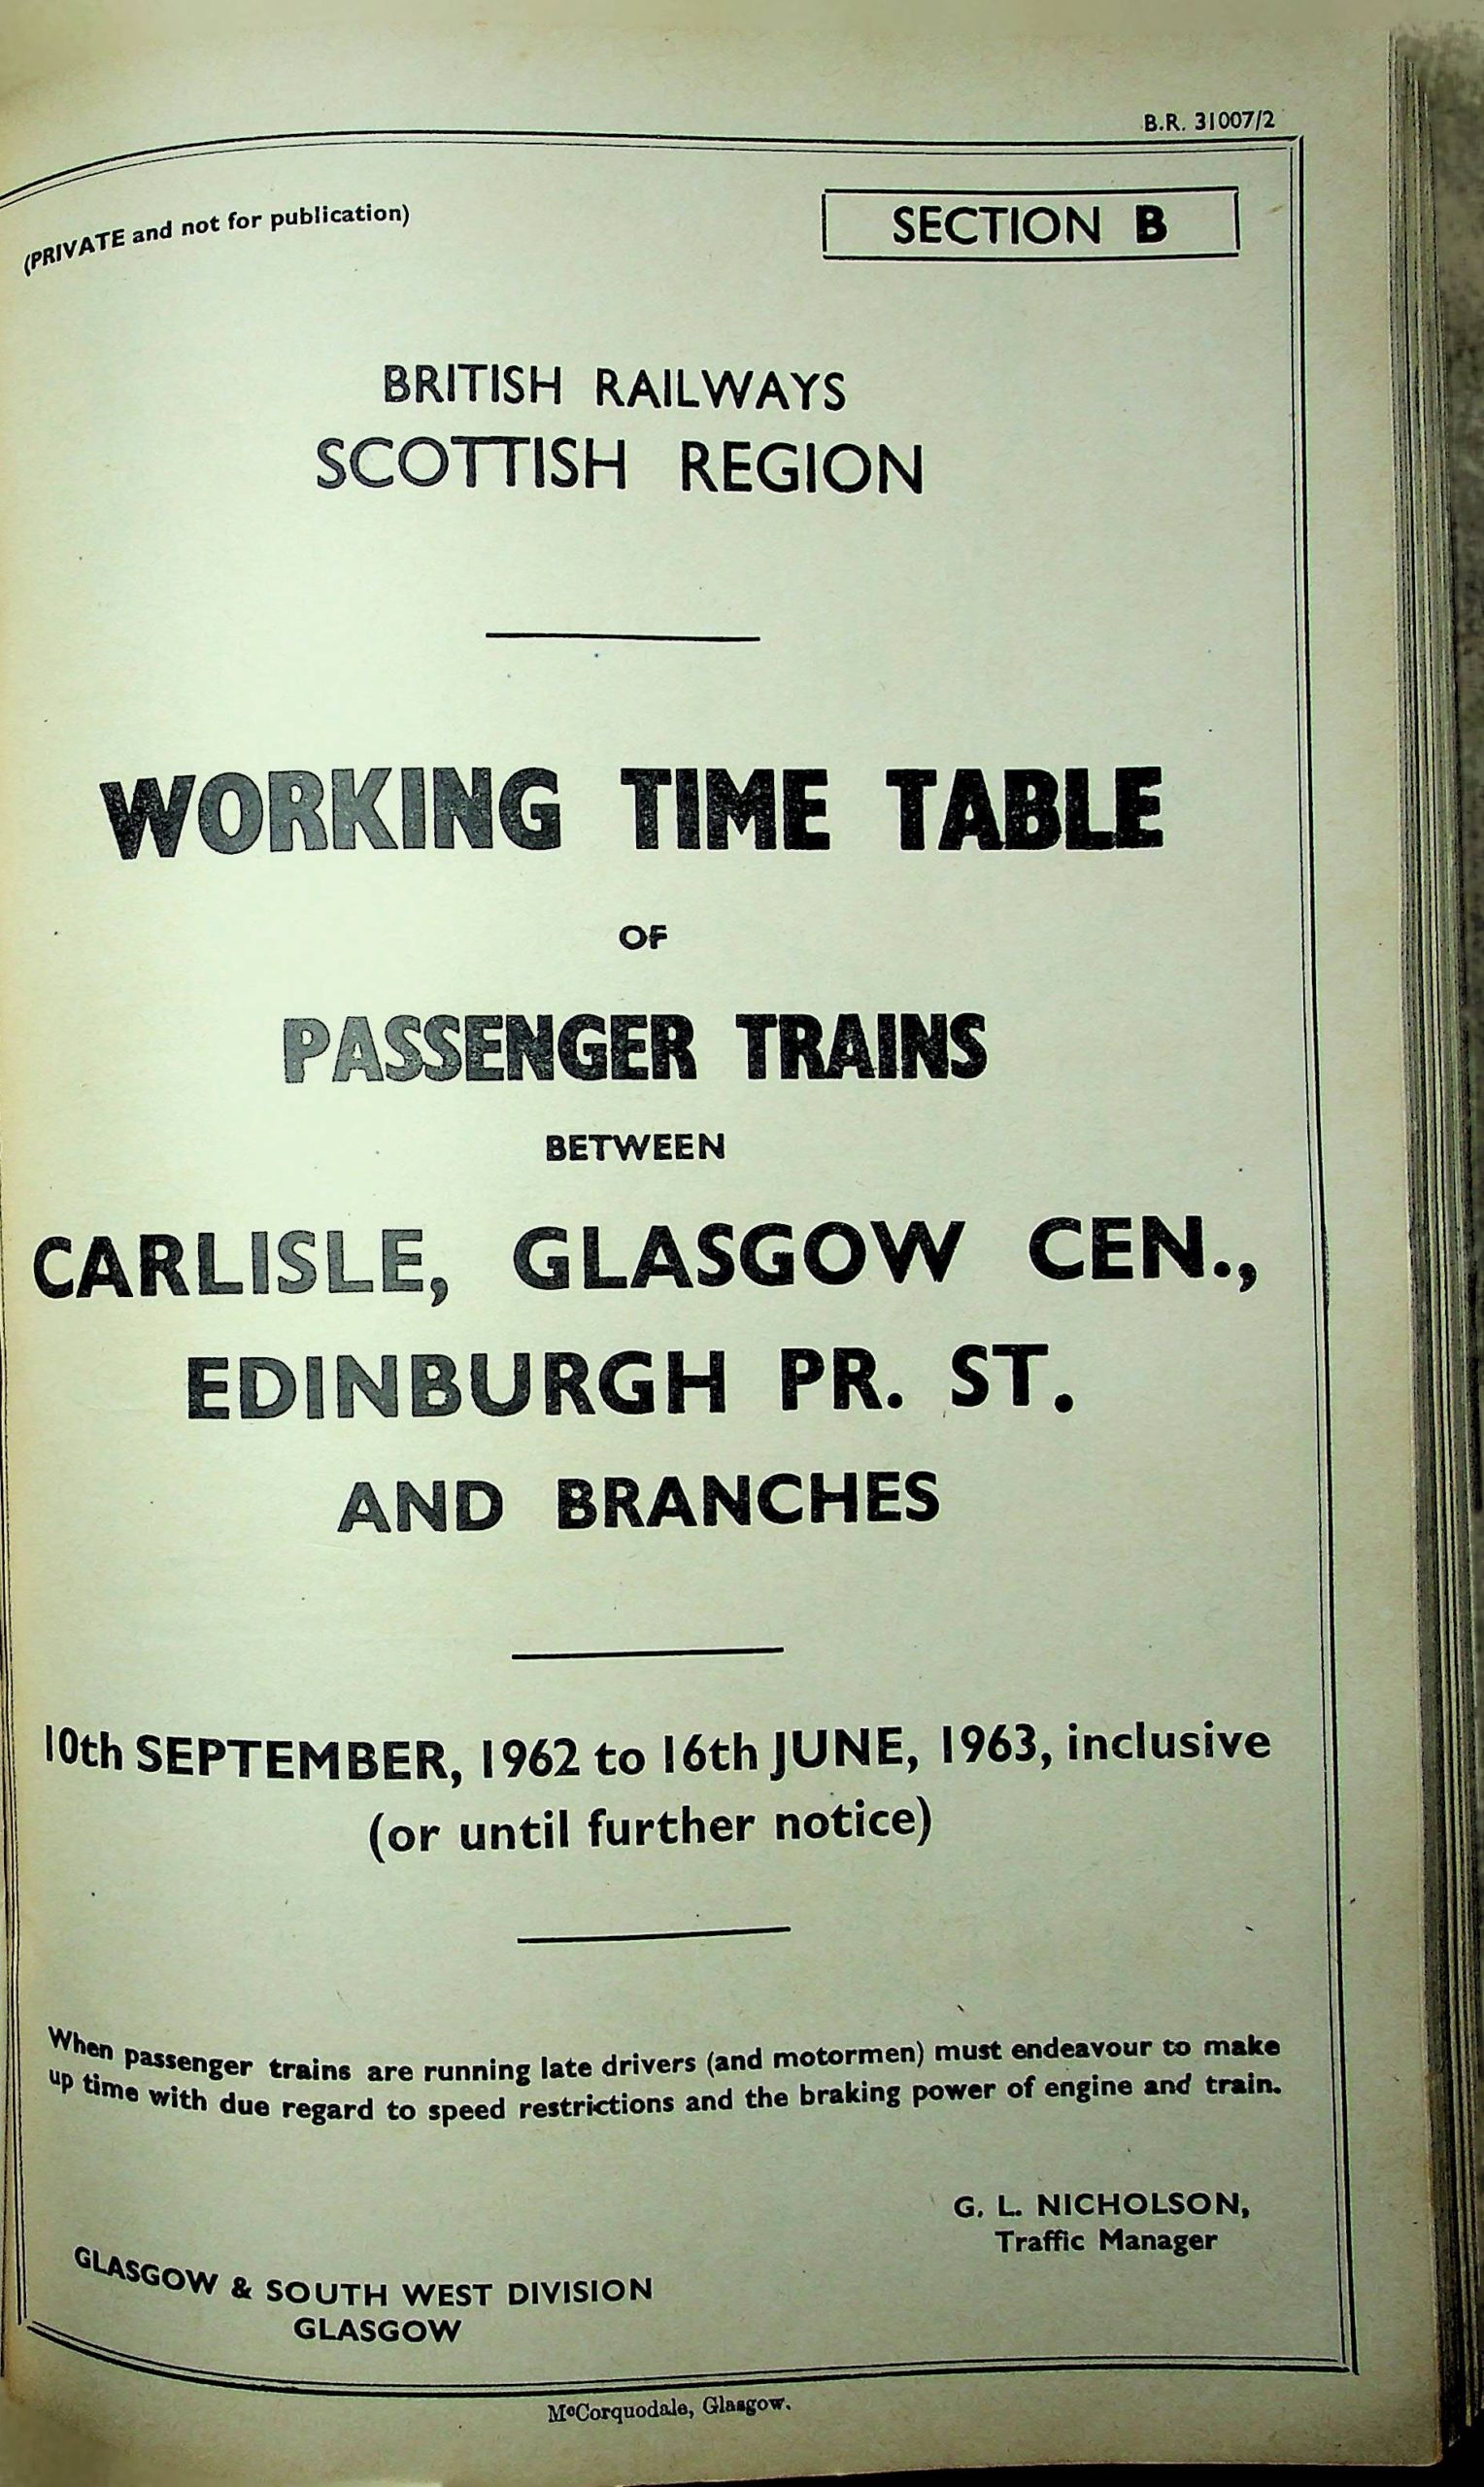 B.R. 31007/2
(PRIVATE and not for publication)
SECTION B
BRITISH RAILWAYS
SCOTTISH REGION
WORKING TIME TABLE
OF
PASSENGER TRAINS
BETWEEN
CARLISLE, GLASGOW CEN.,
EDINBURGH PR. ST.
AND BRANCHES
10th SEPTEMBER, 1962 to 16th JUNE, 1963, inclusive
(or until further notice)
When passenger trains are running late drivers (and motormen) must endeavour to make
up time with due regard to speed restrictions and the braking power of engine and train.
G. L. NICHOLSON,
Traffic Manager
GLASGOW & SOUTH WEST DIVISION
GLASGOW
McCorquodale, Glasgow.